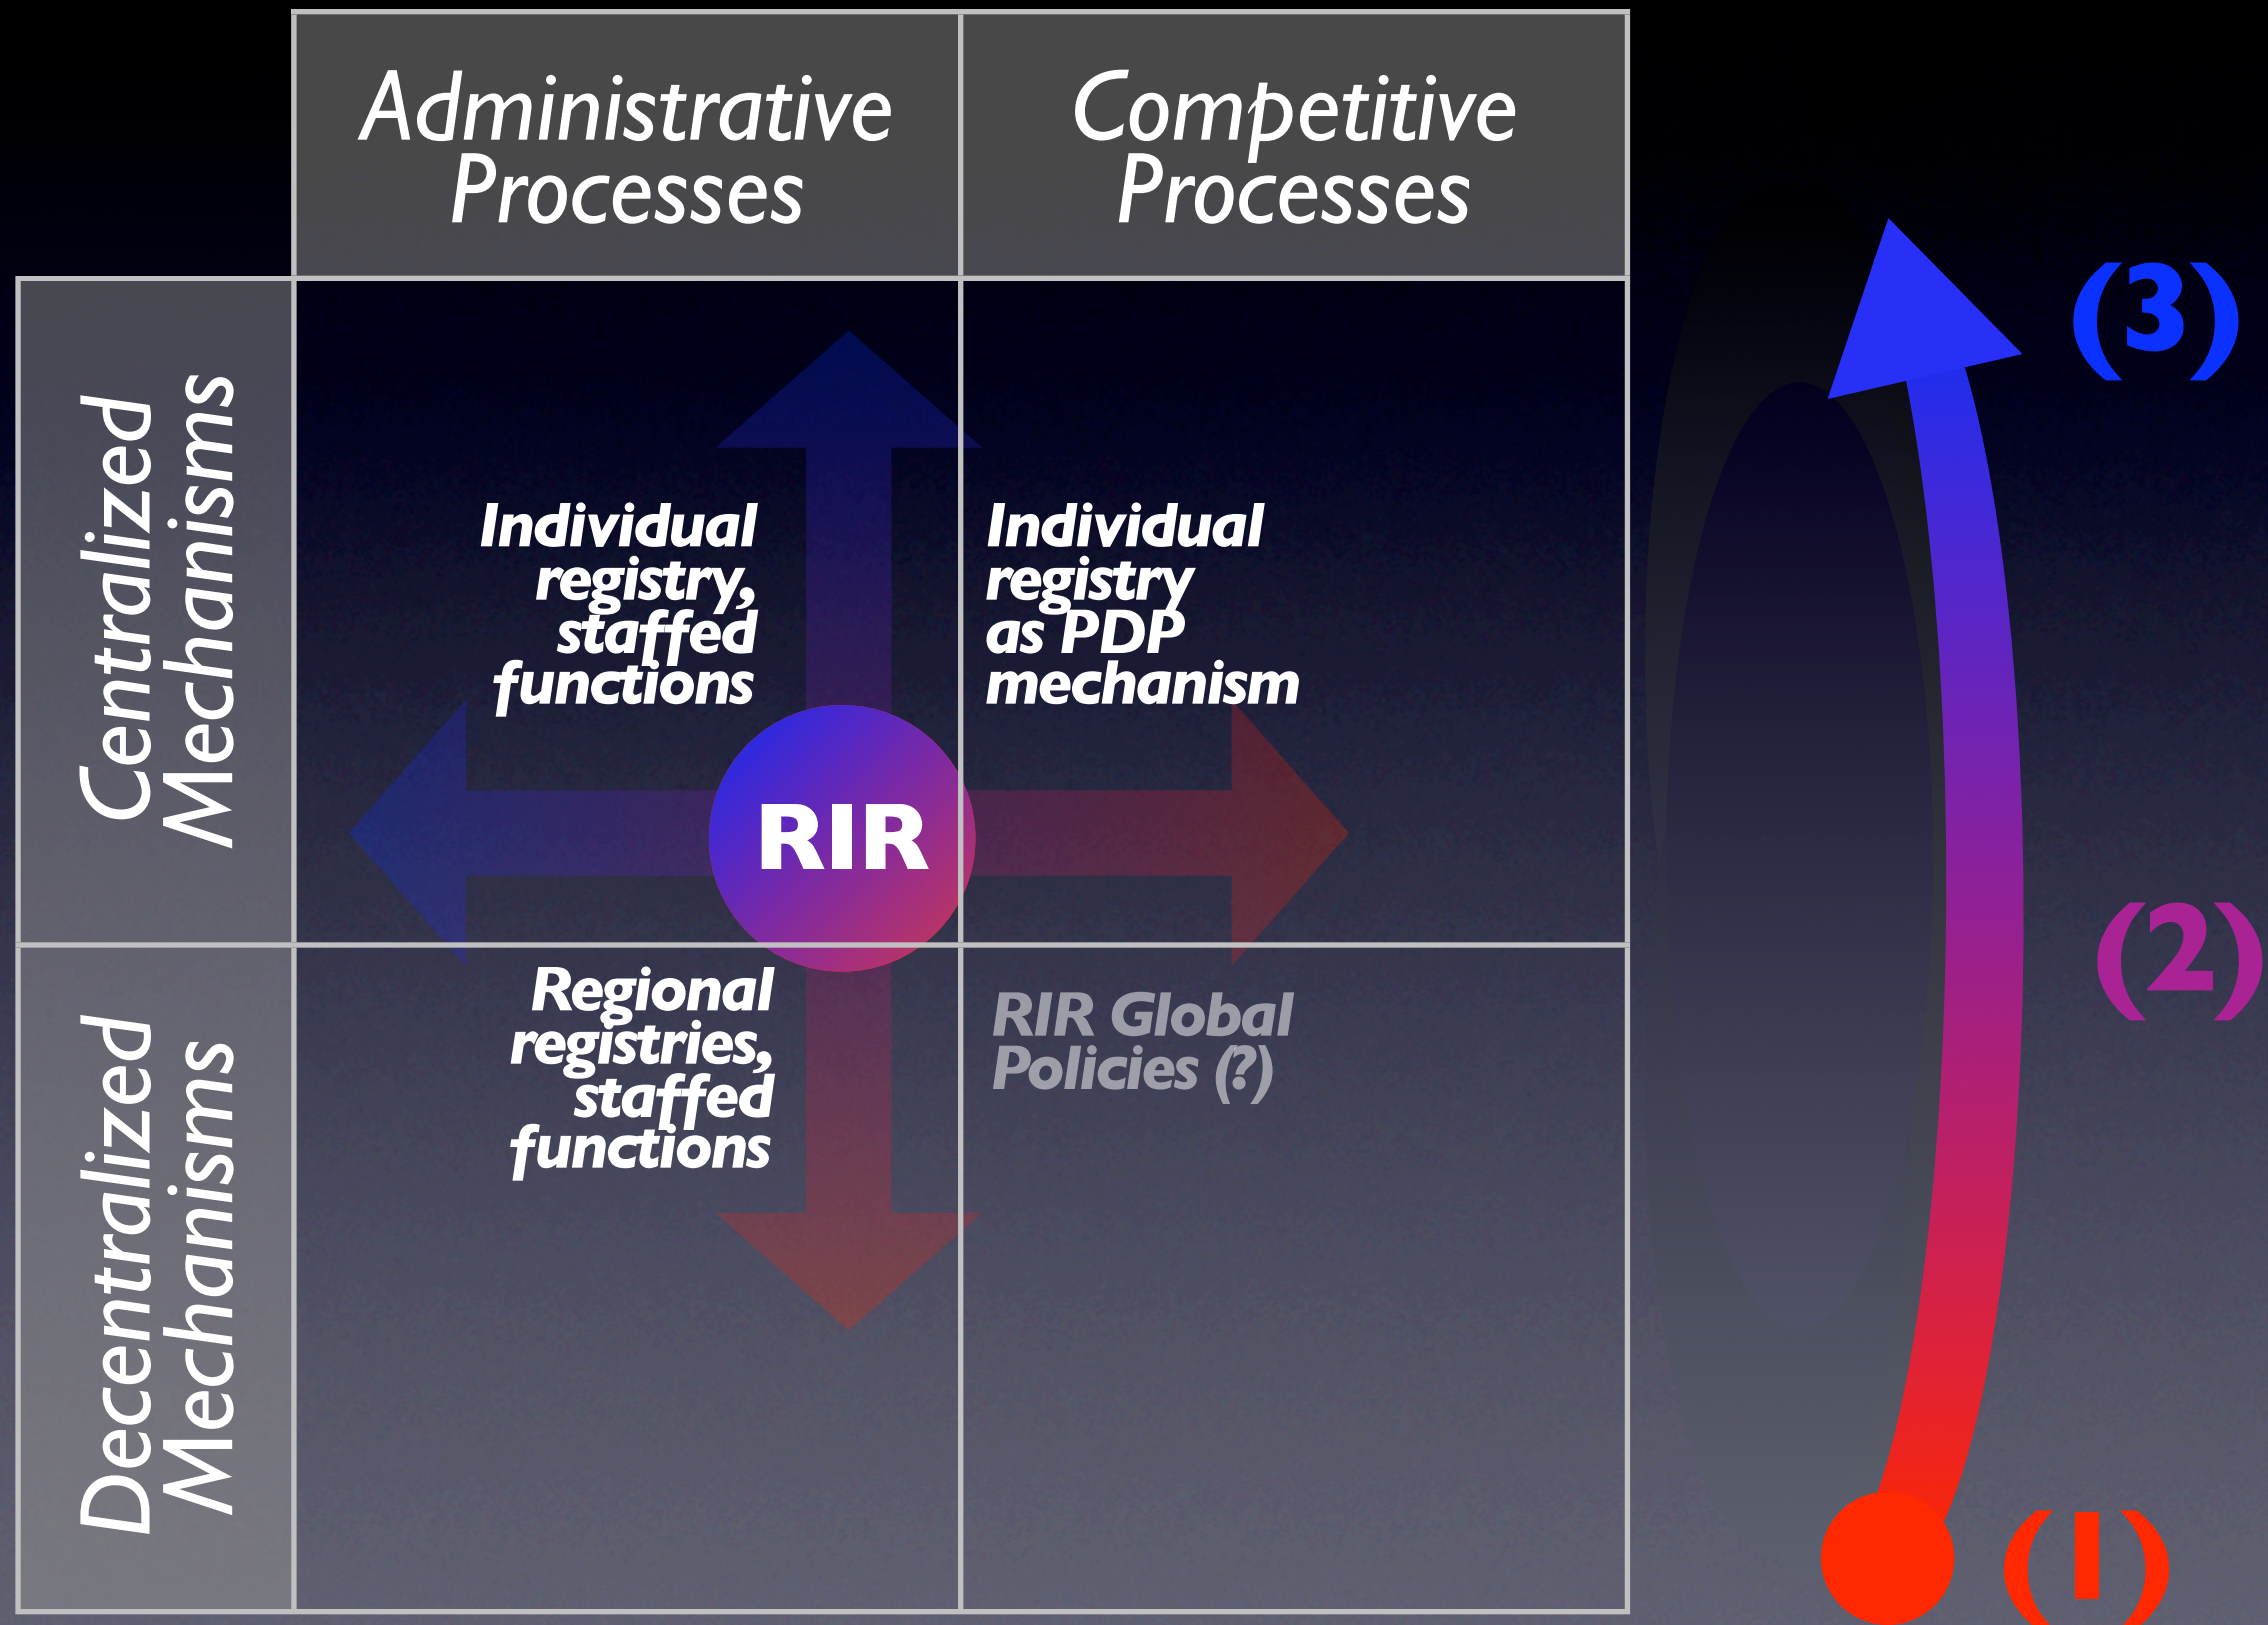 Administrative
Processes
Competitive
Processes
Centralized
Mechanisms
Individual
registry,
staffed
functions
Individual
registry
as PDP
mechanism
RIR
Decentralized
Mechanisms
Regional
registries,
staffed
functions
RIR Global
Policies (?)
(3)
(2)
(1)